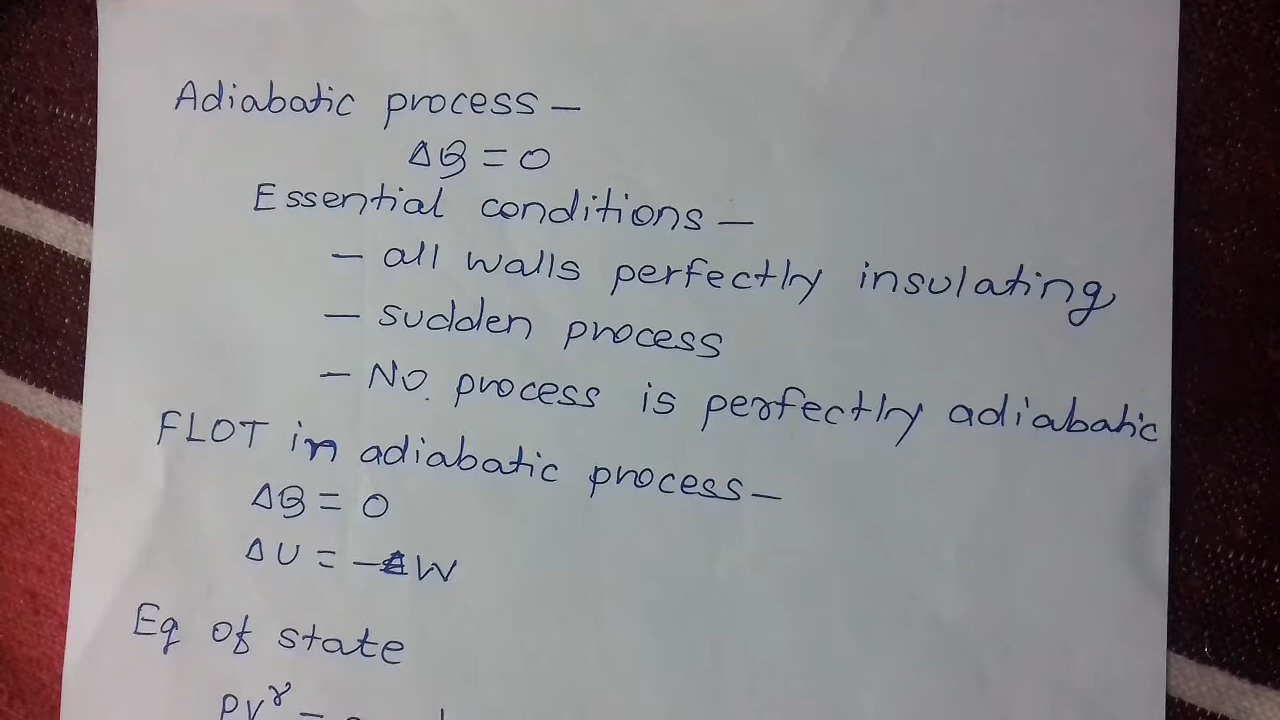 Adiabatic process –
ΔQ = 0
Essential conditions –
– all walls perfectly insulating
– sudden process
– No. process is perfectly adiabatic
FLOT in adiabatic process –
ΔQ = 0
ΔU = -ΔW
Eq of state
PV^γ =